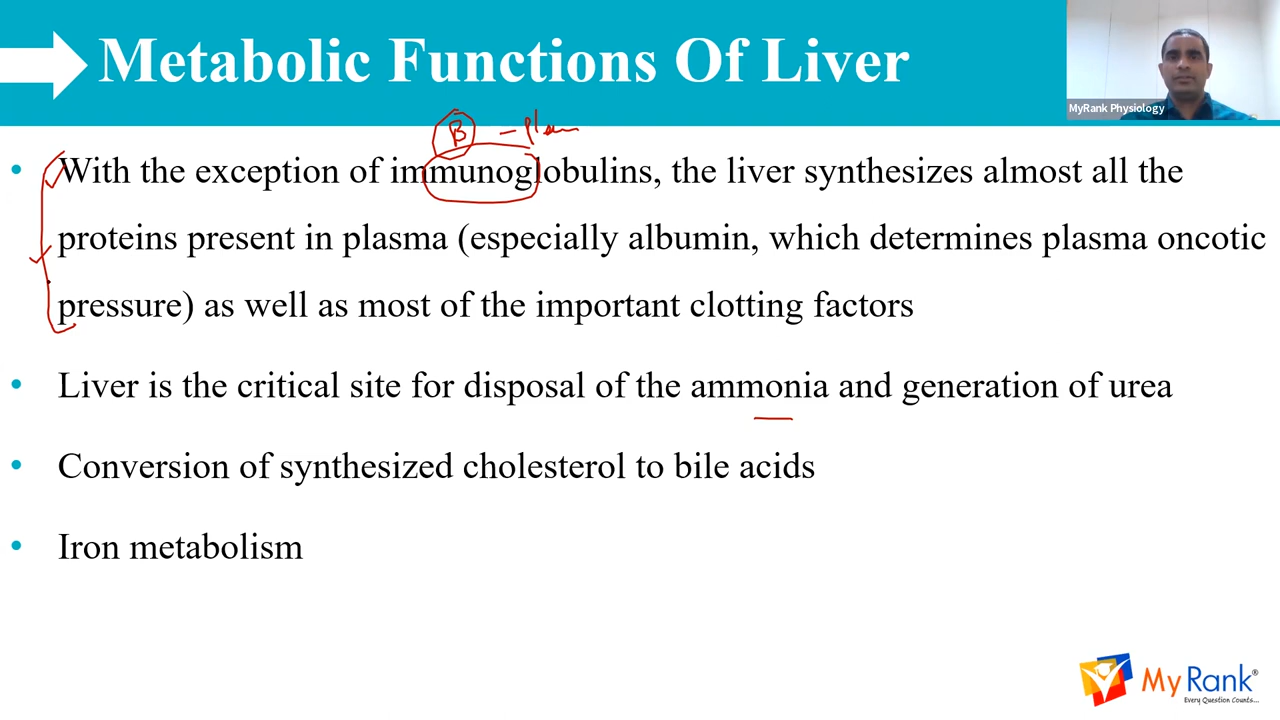 Metabolic Functions Of Liver
MyRank Physiology
B
• With the exception of immunoglobulins, the liver synthesizes almost all the
proteins present in plasma (especially albumin, which determines plasma oncotic
pressure) as well as most of the important clotting factors
• Liver is the critical site for disposal of the ammonia and generation of urea
• Conversion of synthesized cholesterol to bile acids
• Iron metabolism
My Rank®
Every Question Counts...